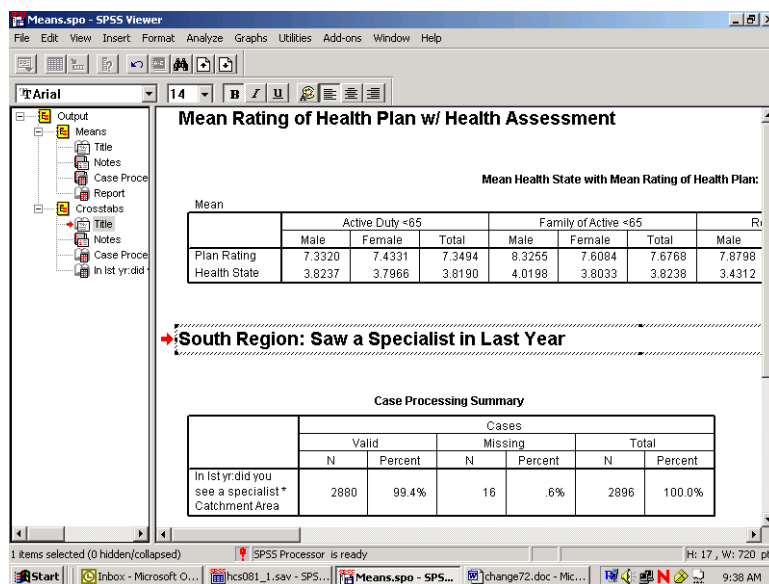 Means.spo - SPSS Viewer
File Edit View Insert Format Analyze Graphs Utilities Add-ons Window Help
Arial 14 B I U
Output
Means
Title
Notes
Case Proce
Report
Crosstabs
Title
Notes
Case Proce
In lst yr:did
Mean Rating of Health Plan w/ Health Assessment
Mean Health State with Mean Rating of Health Plan:
Mean
Active Duty <65 Family of Active <65 R
Male Female Total Male Female Total Male
Plan Rating 7.3320 7.4331 7.3494 8.3255 7.6084 7.6768 7.8798
Health State 3.8237 3.7966 3.8190 4.0198 3.8033 3.8238 3.4312
South Region: Saw a Specialist in Last Year
Case Processing Summary
Cases
Valid Missing Total
N Percent N Percent N Percent
In lst yr:did you
see a specialist * 2880 99.4% 16 .6% 2896 100.0%
Catchment Area
1 items selected (0 hidden/collapsed) SPSS Processor is ready H: 17 , W: 720 pt
Start Inbox - Microsoft O... hcs081_1.sav - SPS... Means.spo - SPS... change72.doc - Mic... 9:38 AM